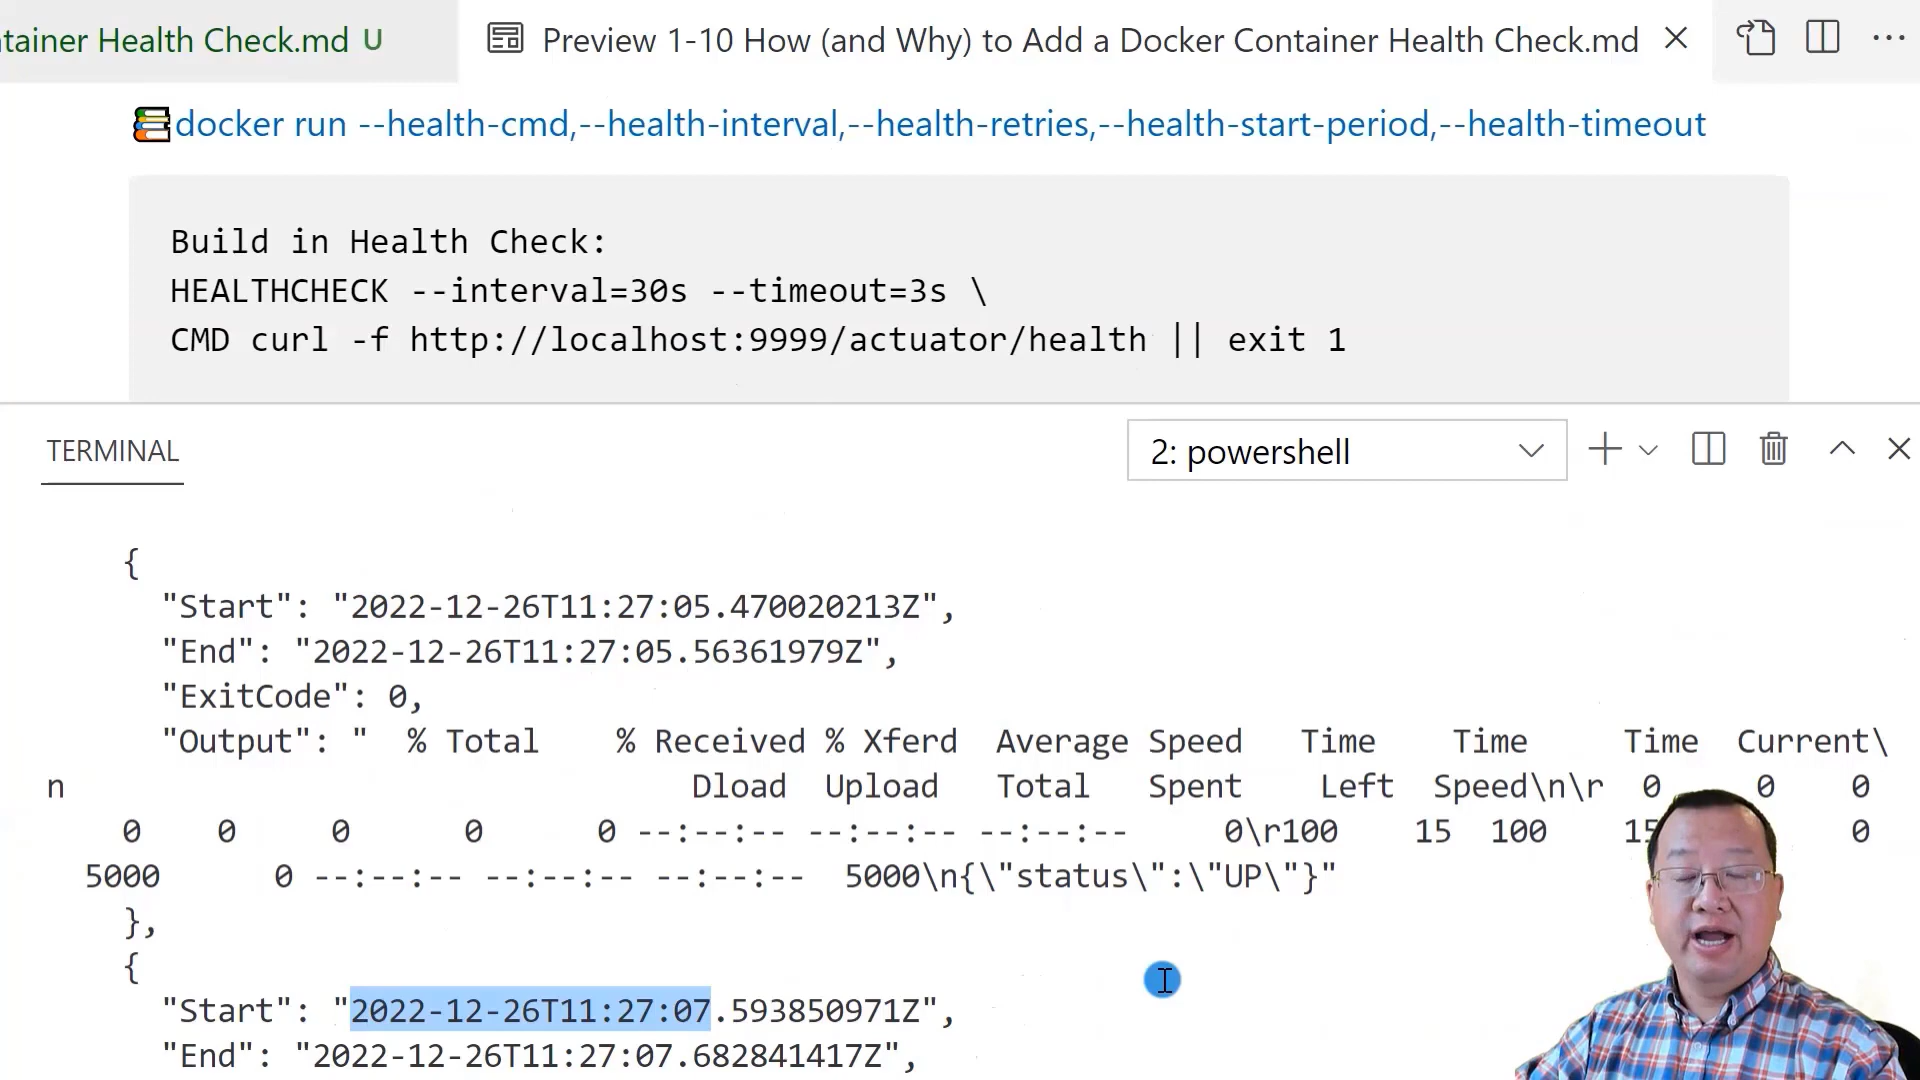 tainer Health Check.md U
Preview 1-10 How (and Why) to Add a Docker Container Health Check.md
docker run --health-cmd,--health-interval,--health-retries,--health-start-period,--health-timeout
Build in Health Check:
HEALTHCHECK --interval=30s --timeout=3s \
CMD curl -f http://localhost:9999/actuator/health || exit 1
TERMINAL
2: powershell
{
"Start": "2022-12-26T11:27:05.470020213Z",
"End": "2022-12-26T11:27:05.56361979Z",
"ExitCode": 0,
"Output": "  % Total    % Received % Xferd  Average Speed   Time    Time     Time  Current\
n                                 Dload  Upload   Total   Spent    Left  Speed\n\r  0     0    0
0     0    0      0      0 --:--:-- --:--:-- --:--:--     0\r100    15  100    15    0
5000      0 --:--:-- --:--:-- --:--:--  5000\n{\"status\":\"UP\"}"
},
{
"Start": "2022-12-26T11:27:07.593850971Z",
"End": "2022-12-26T11:27:07.682841417Z",